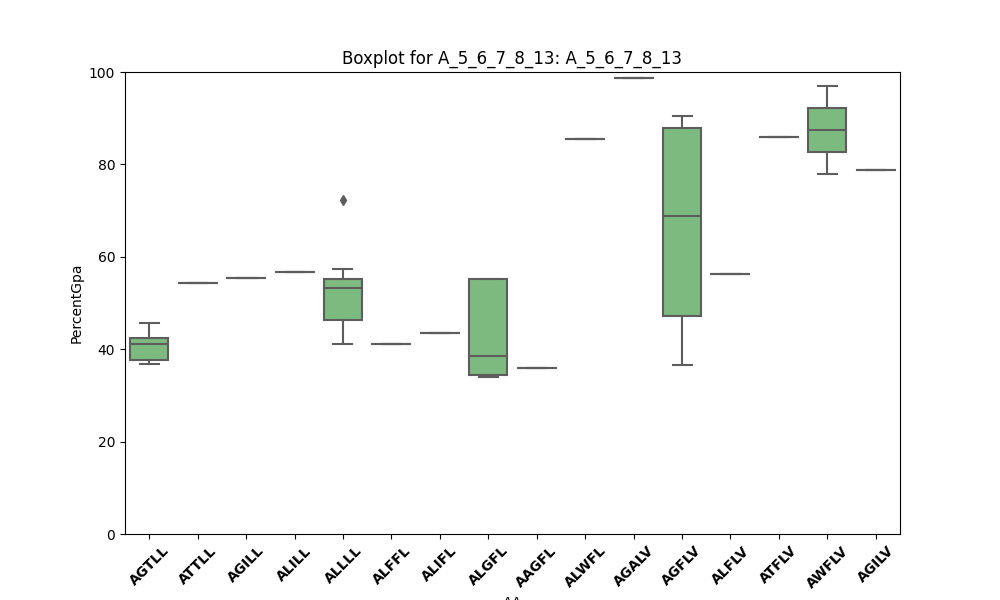 Boxplot for A_5_6_7_8_13: A_5_6_7_8_13
PercentGpa
100
80
60
40
20
0
AGTLL
ATTLL
AGILL
ALILL
ALLLL
ALFFL
ALIFL
ALGFL
AAGFL
ALWFL
AGALV
AGFLV
ALFLV
ATFLV
AWFLV
AGILV